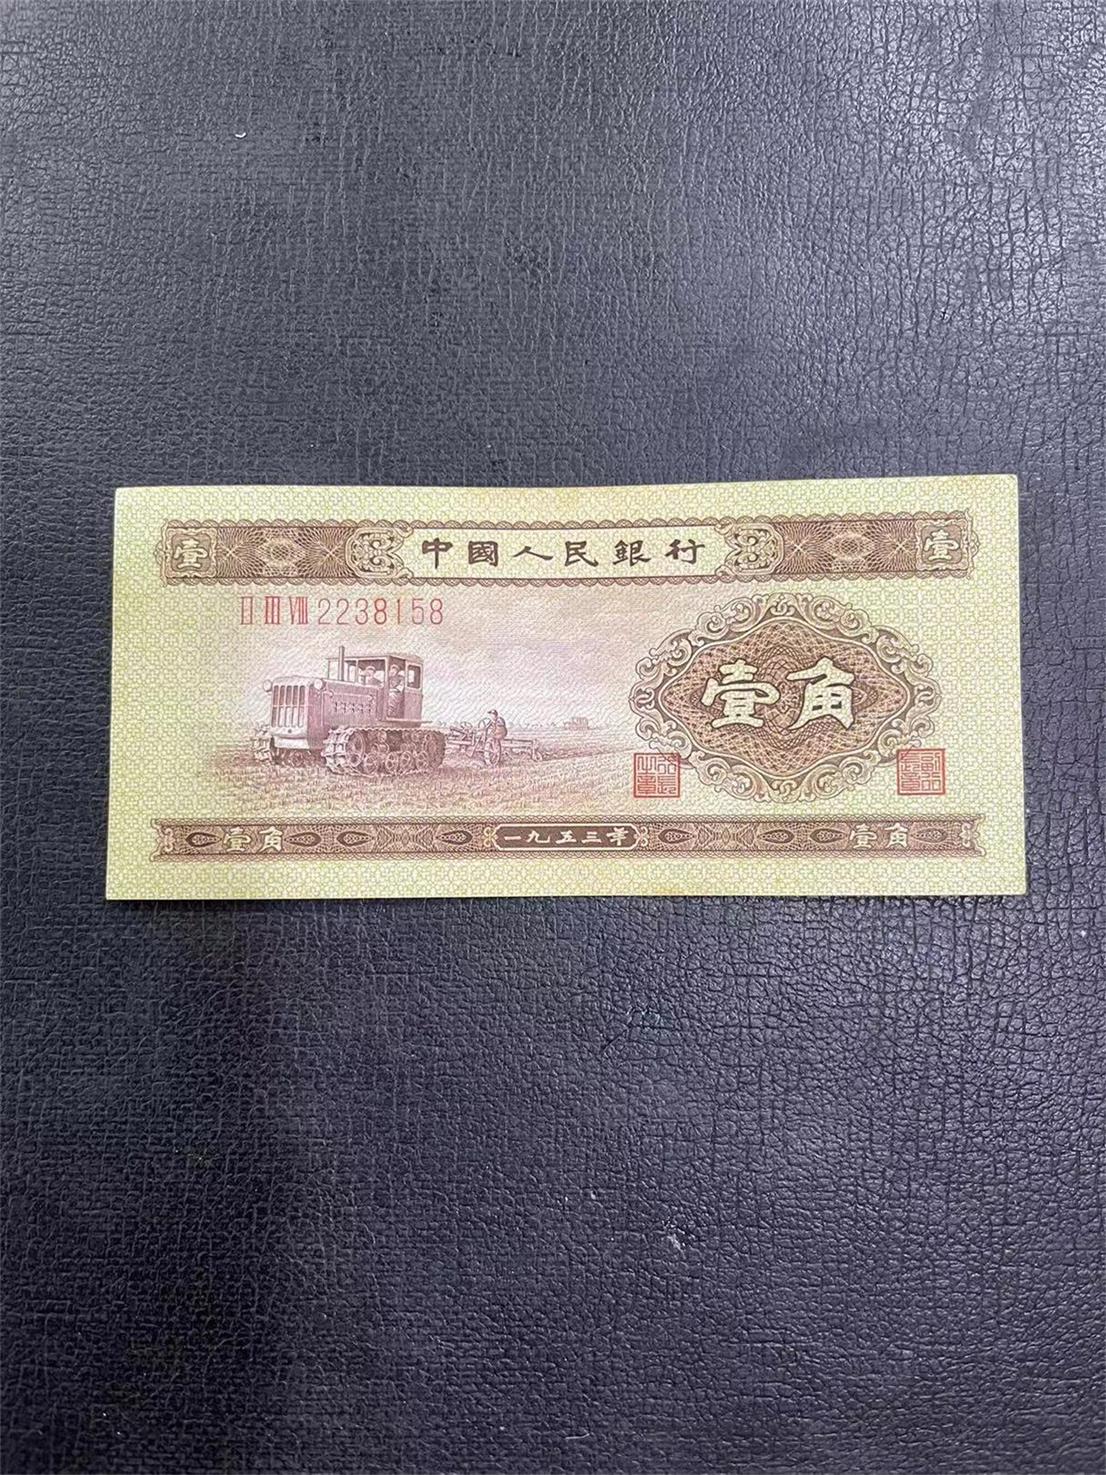 壹 中國人民銀行 壹
II III VIII 2238158
壹角
壹角 一九五三年 壹角